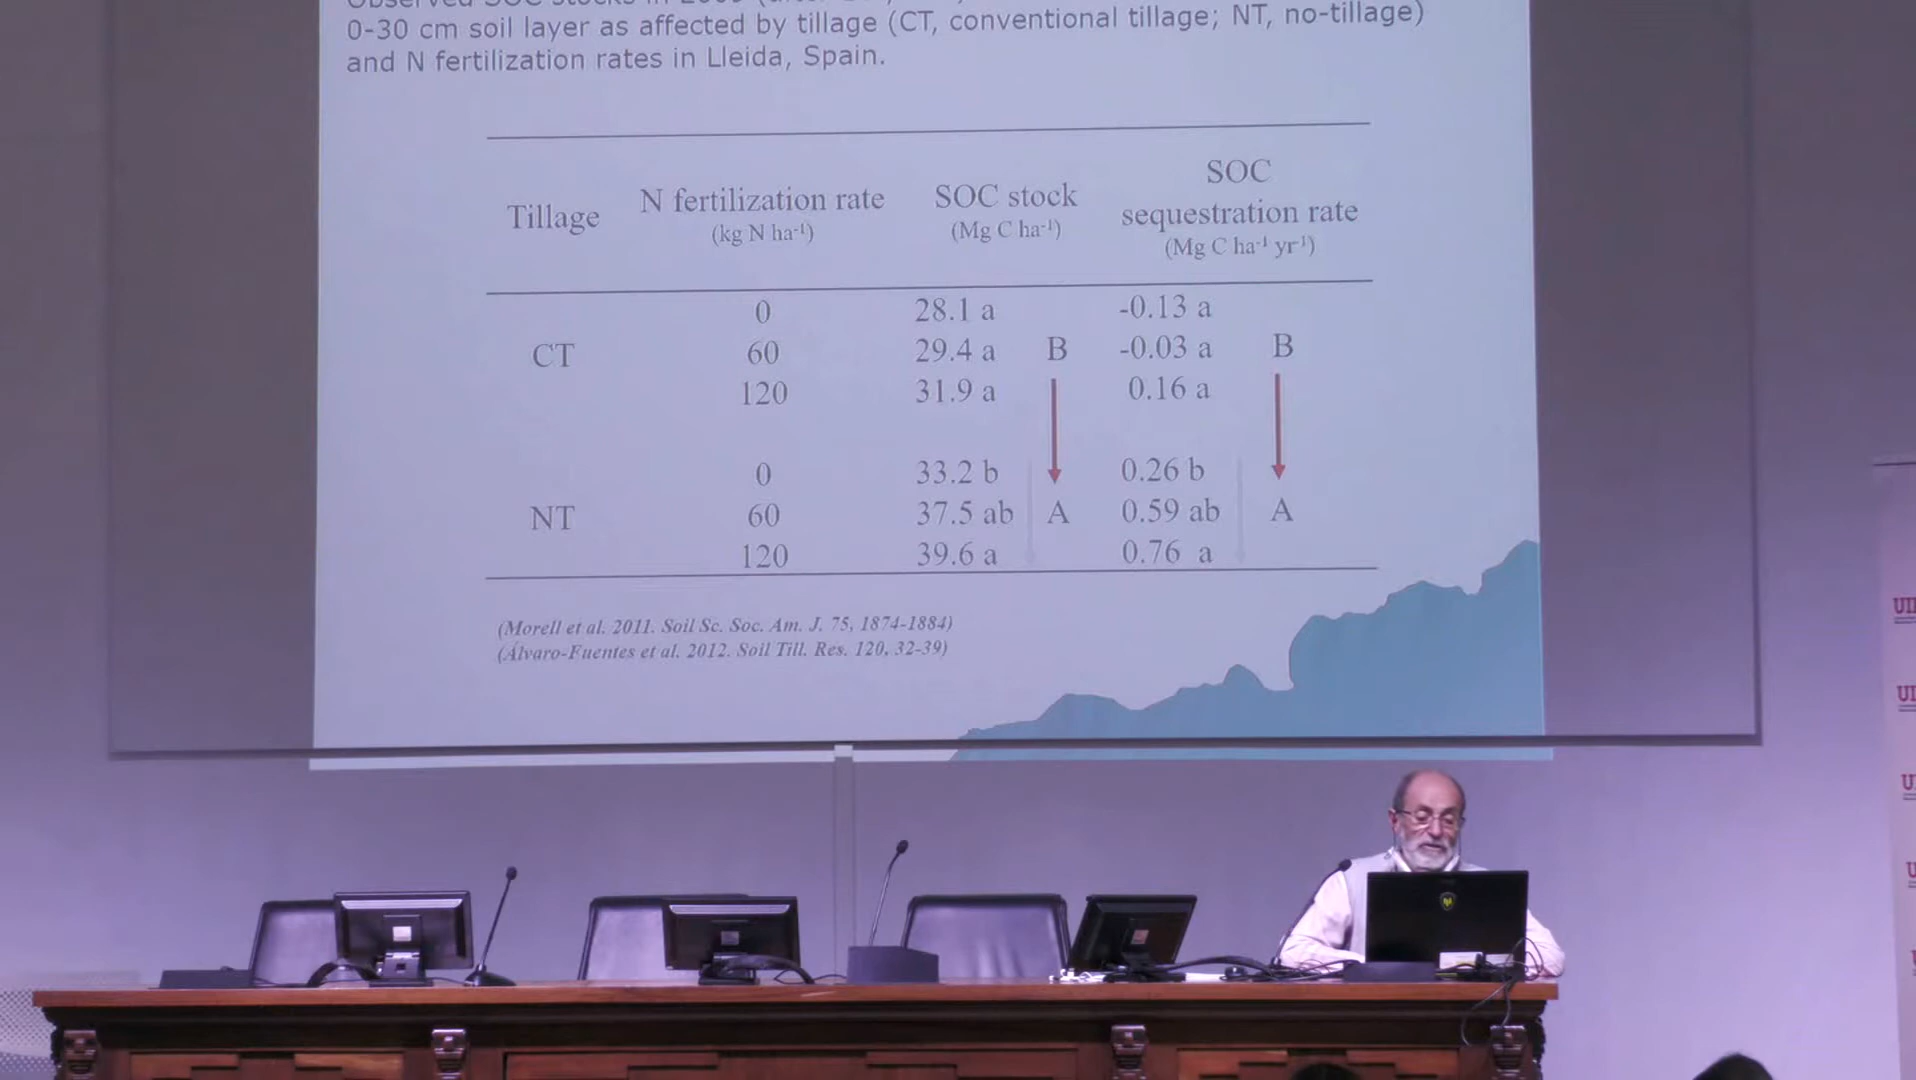 0-30 cm soil layer as affected by tillage (CT, conventional tillage; NT, no-tillage)
and N fertilization rates in Lleida, Spain.
Tillage N fertilization rate (kg N ha⁻¹) SOC stock (Mg C ha⁻¹) SOC sequestration rate (Mg C ha⁻¹ yr⁻¹)
0 28.1 a -0.13 a
CT 60 29.4 a B -0.03 a B
120 31.9 a 0.16 a
0 33.2 b 0.26 b
NT 60 37.5 ab A 0.59 ab A
120 39.6 a 0.76 a
(Morell et al. 2011. Soil Sc. Soc. Am. J. 75, 1874-1884)
(Álvaro-Fuentes et al. 2012. Soil Till. Res. 120, 32-39)